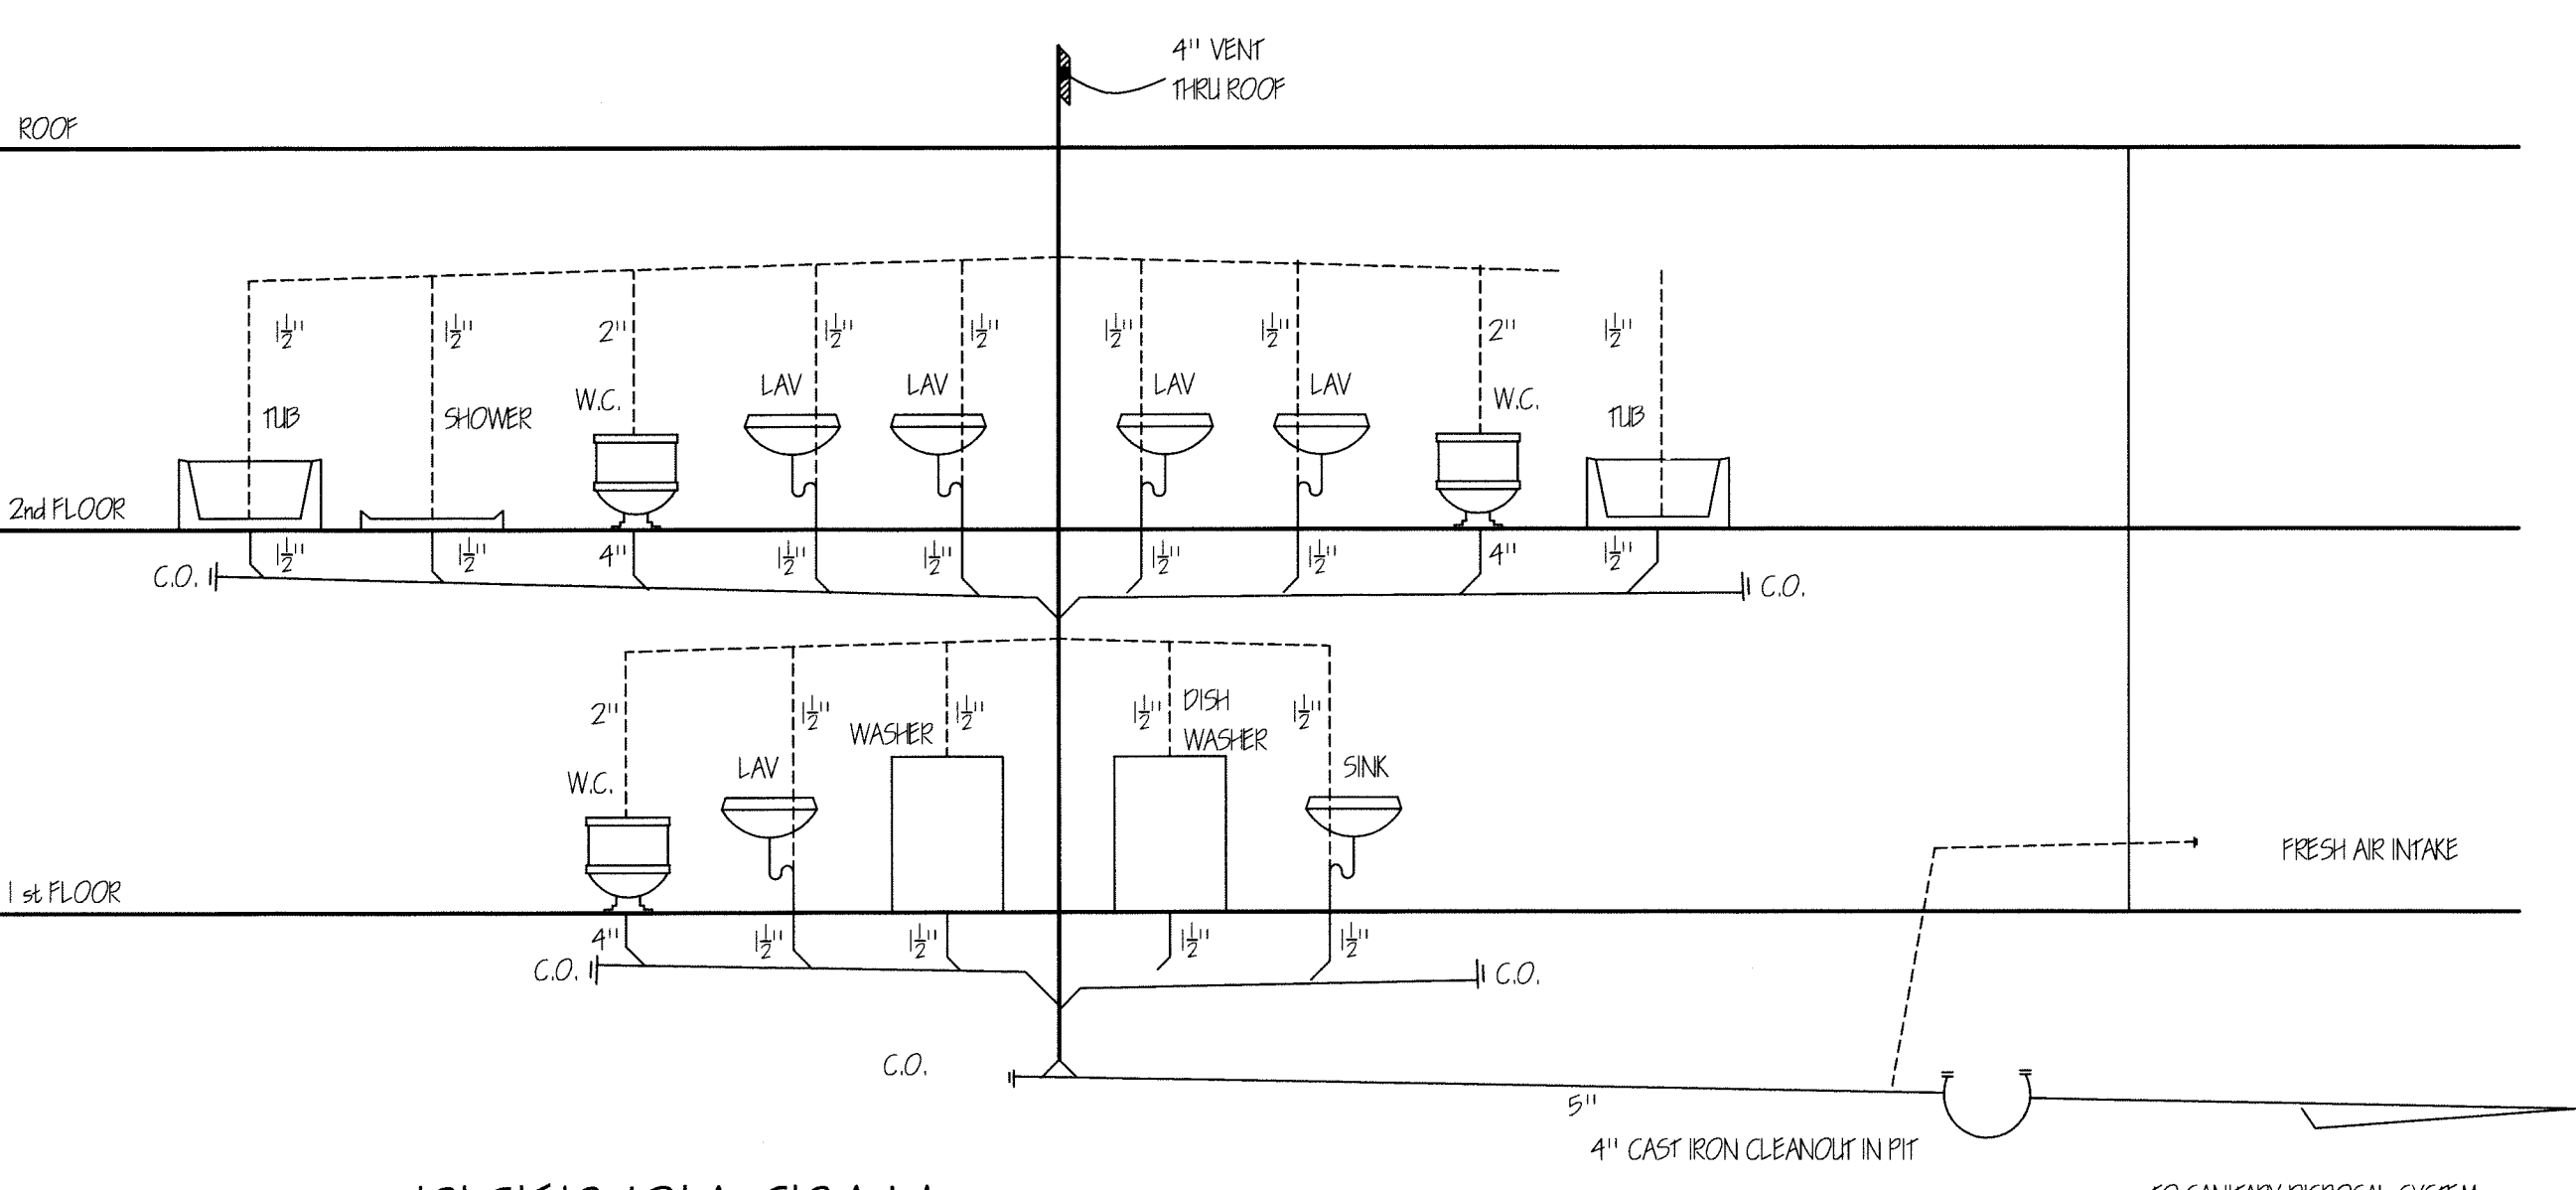 4" VENT
THRU ROOF
ROOF
1½" 1½" 2" 1½" 1½" 1½" 1½" 2" 1½"
LAV LAV LAV LAV
W.C. W.C.
TUB SHOWER TUB
2nd FLOOR
1½" 1½" 4" 1½" 1½" 1½" 1½" 4" 1½"
C.O. C.O.
2" 1½" 1½" 1½" DISH 1½"
WASHER WASHER
W.C. LAV SINK
FRESH AIR INTAKE
1st FLOOR
4" 1½" 1½" 1½" 1½"
C.O. C.O.
C.O.
5"
4" CAST IRON CLEANOUT IN PIT